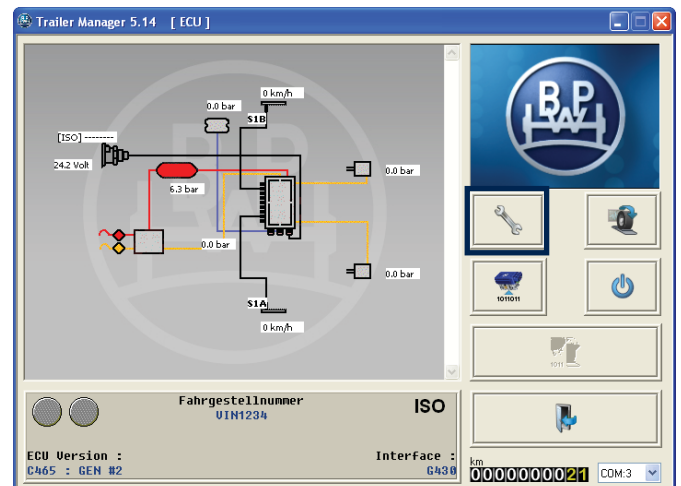 Trailer Manager 5.14 [ ECU ]
0 km/h
0.0 bar
S1B
[ISO] --------
24.2 Volt
0.0 bar
6.3 bar
0.0 bar
0.0 bar
S1A
0 km/h
BPW
1011011
1011
Fahrgestellnummer
VIN1234
ISO
ECU Version :
C465 : GEN #2
Interface :
G430
km
0000000021
COM:3